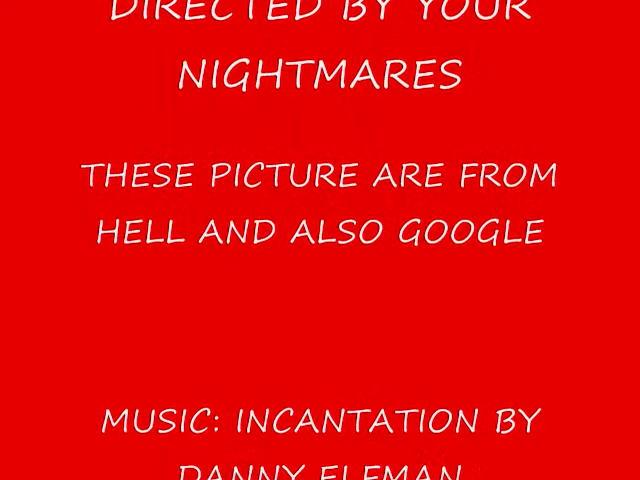 DIRECTED BY YOUR
NIGHTMARES
THESE PICTURE ARE FROM
HELL AND ALSO GOOGLE
MUSIC: INCANTATION BY
DANNY ELFMAN